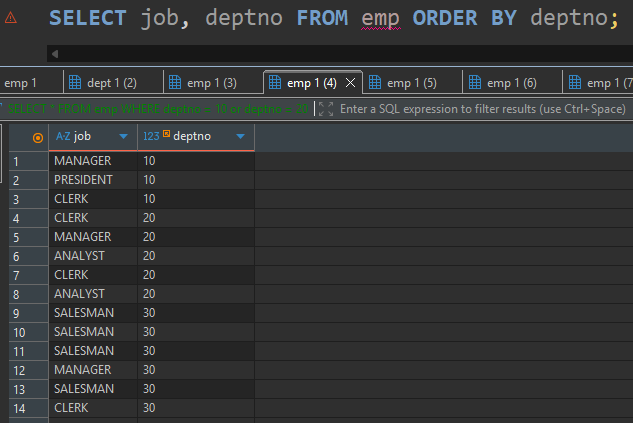 SELECT job, deptno FROM emp ORDER BY deptno;
emp 1 dept 1 (2) emp 1 (3) emp 1 (4) emp 1 (5) emp 1 (6) emp 1 (7
SELECT * FROM emp WHERE deptno = 10 or deptno = 20 Enter a SQL expression to filter results (use Ctrl+Space)
A-Z job 123 deptno
1 MANAGER 10
2 PRESIDENT 10
3 CLERK 10
4 CLERK 20
5 MANAGER 20
6 ANALYST 20
7 CLERK 20
8 ANALYST 20
9 SALESMAN 30
10 SALESMAN 30
11 SALESMAN 30
12 MANAGER 30
13 SALESMAN 30
14 CLERK 30